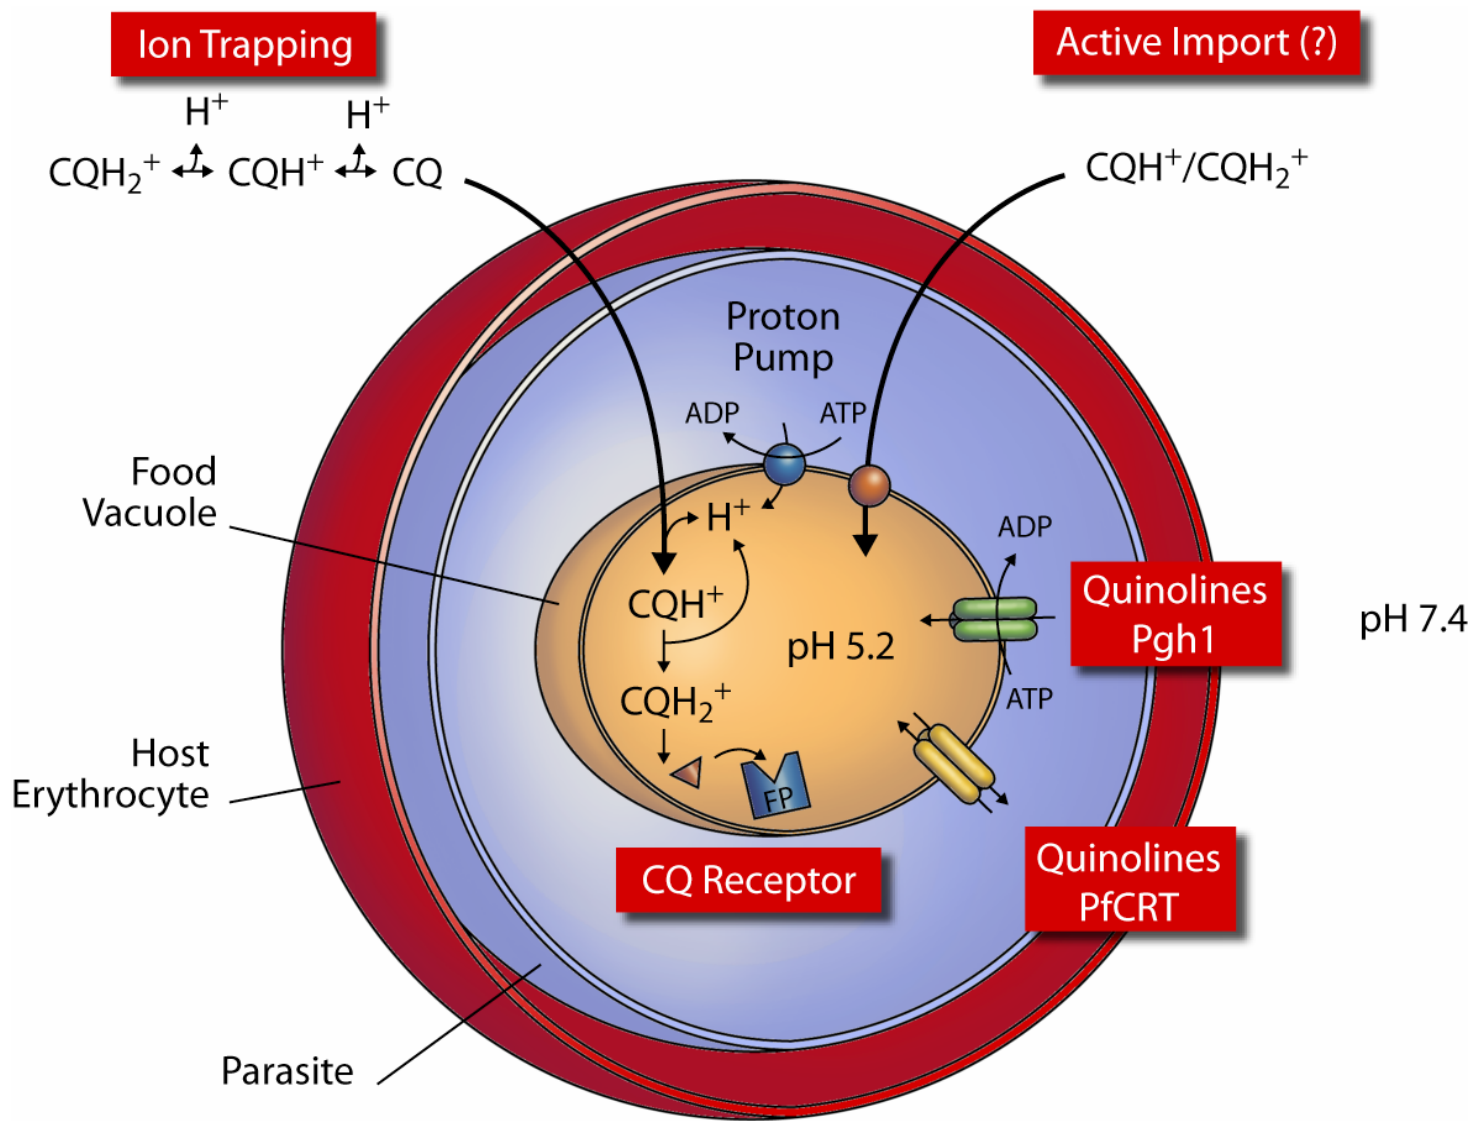 Ion Trapping
Active Import (?)
H⁺ H⁺
CQH₂⁺ CQH⁺ CQ
CQH⁺/CQH₂⁺
Proton
Pump
ADP ATP
Food
Vacuole
H⁺
ADP
CQH⁺
Quinolines
Pgh1
pH 7.4
pH 5.2
CQH₂⁺
ATP
Host
Erythrocyte
FP
CQ Receptor
Quinolines
PfCRT
Parasite